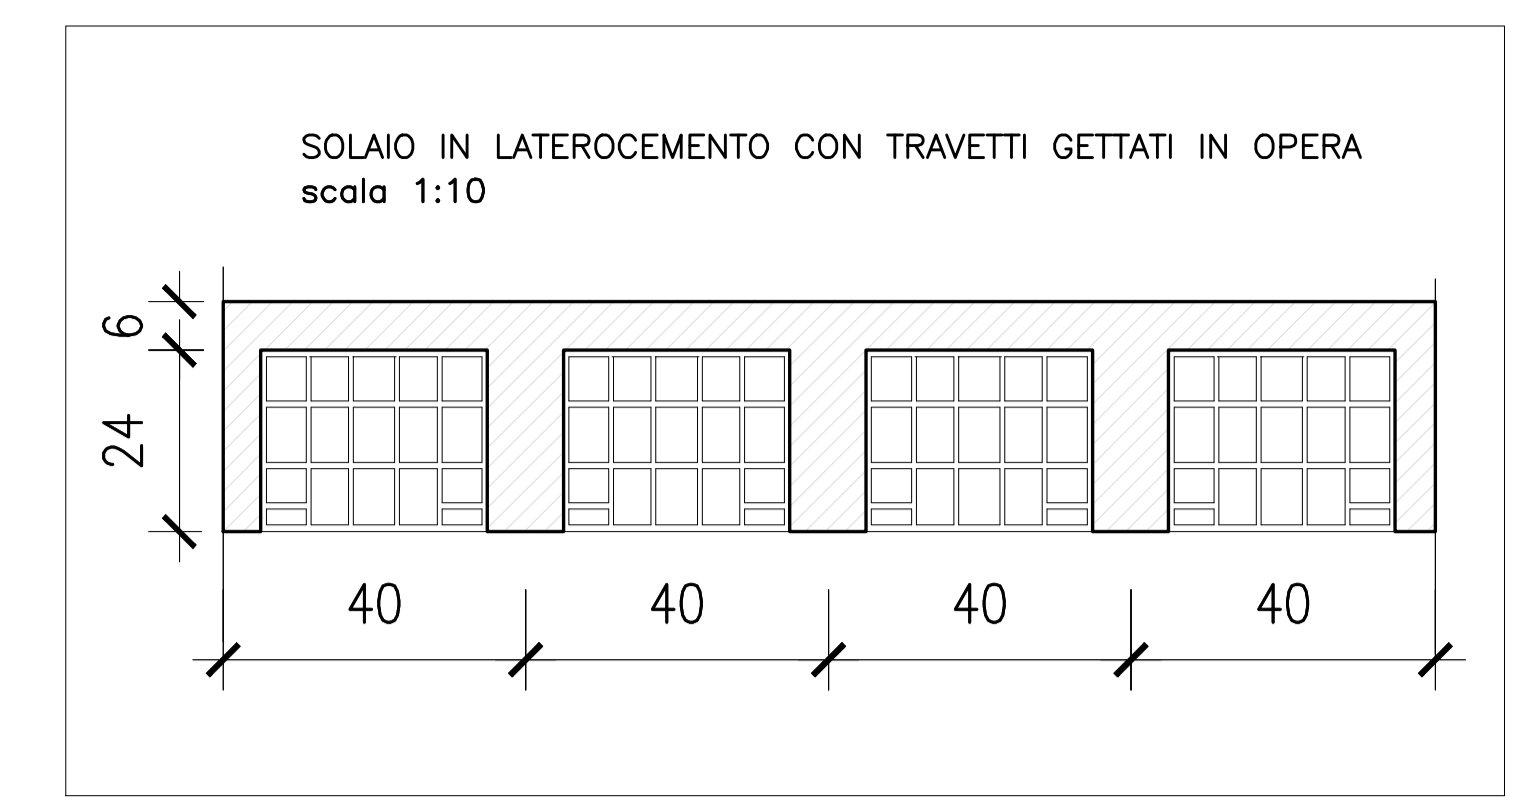 SOLAIO IN LATEROCEMENTO CON TRAVETTI GETTATI IN OPERA
scala 1:10
6
24
40 40 40 40